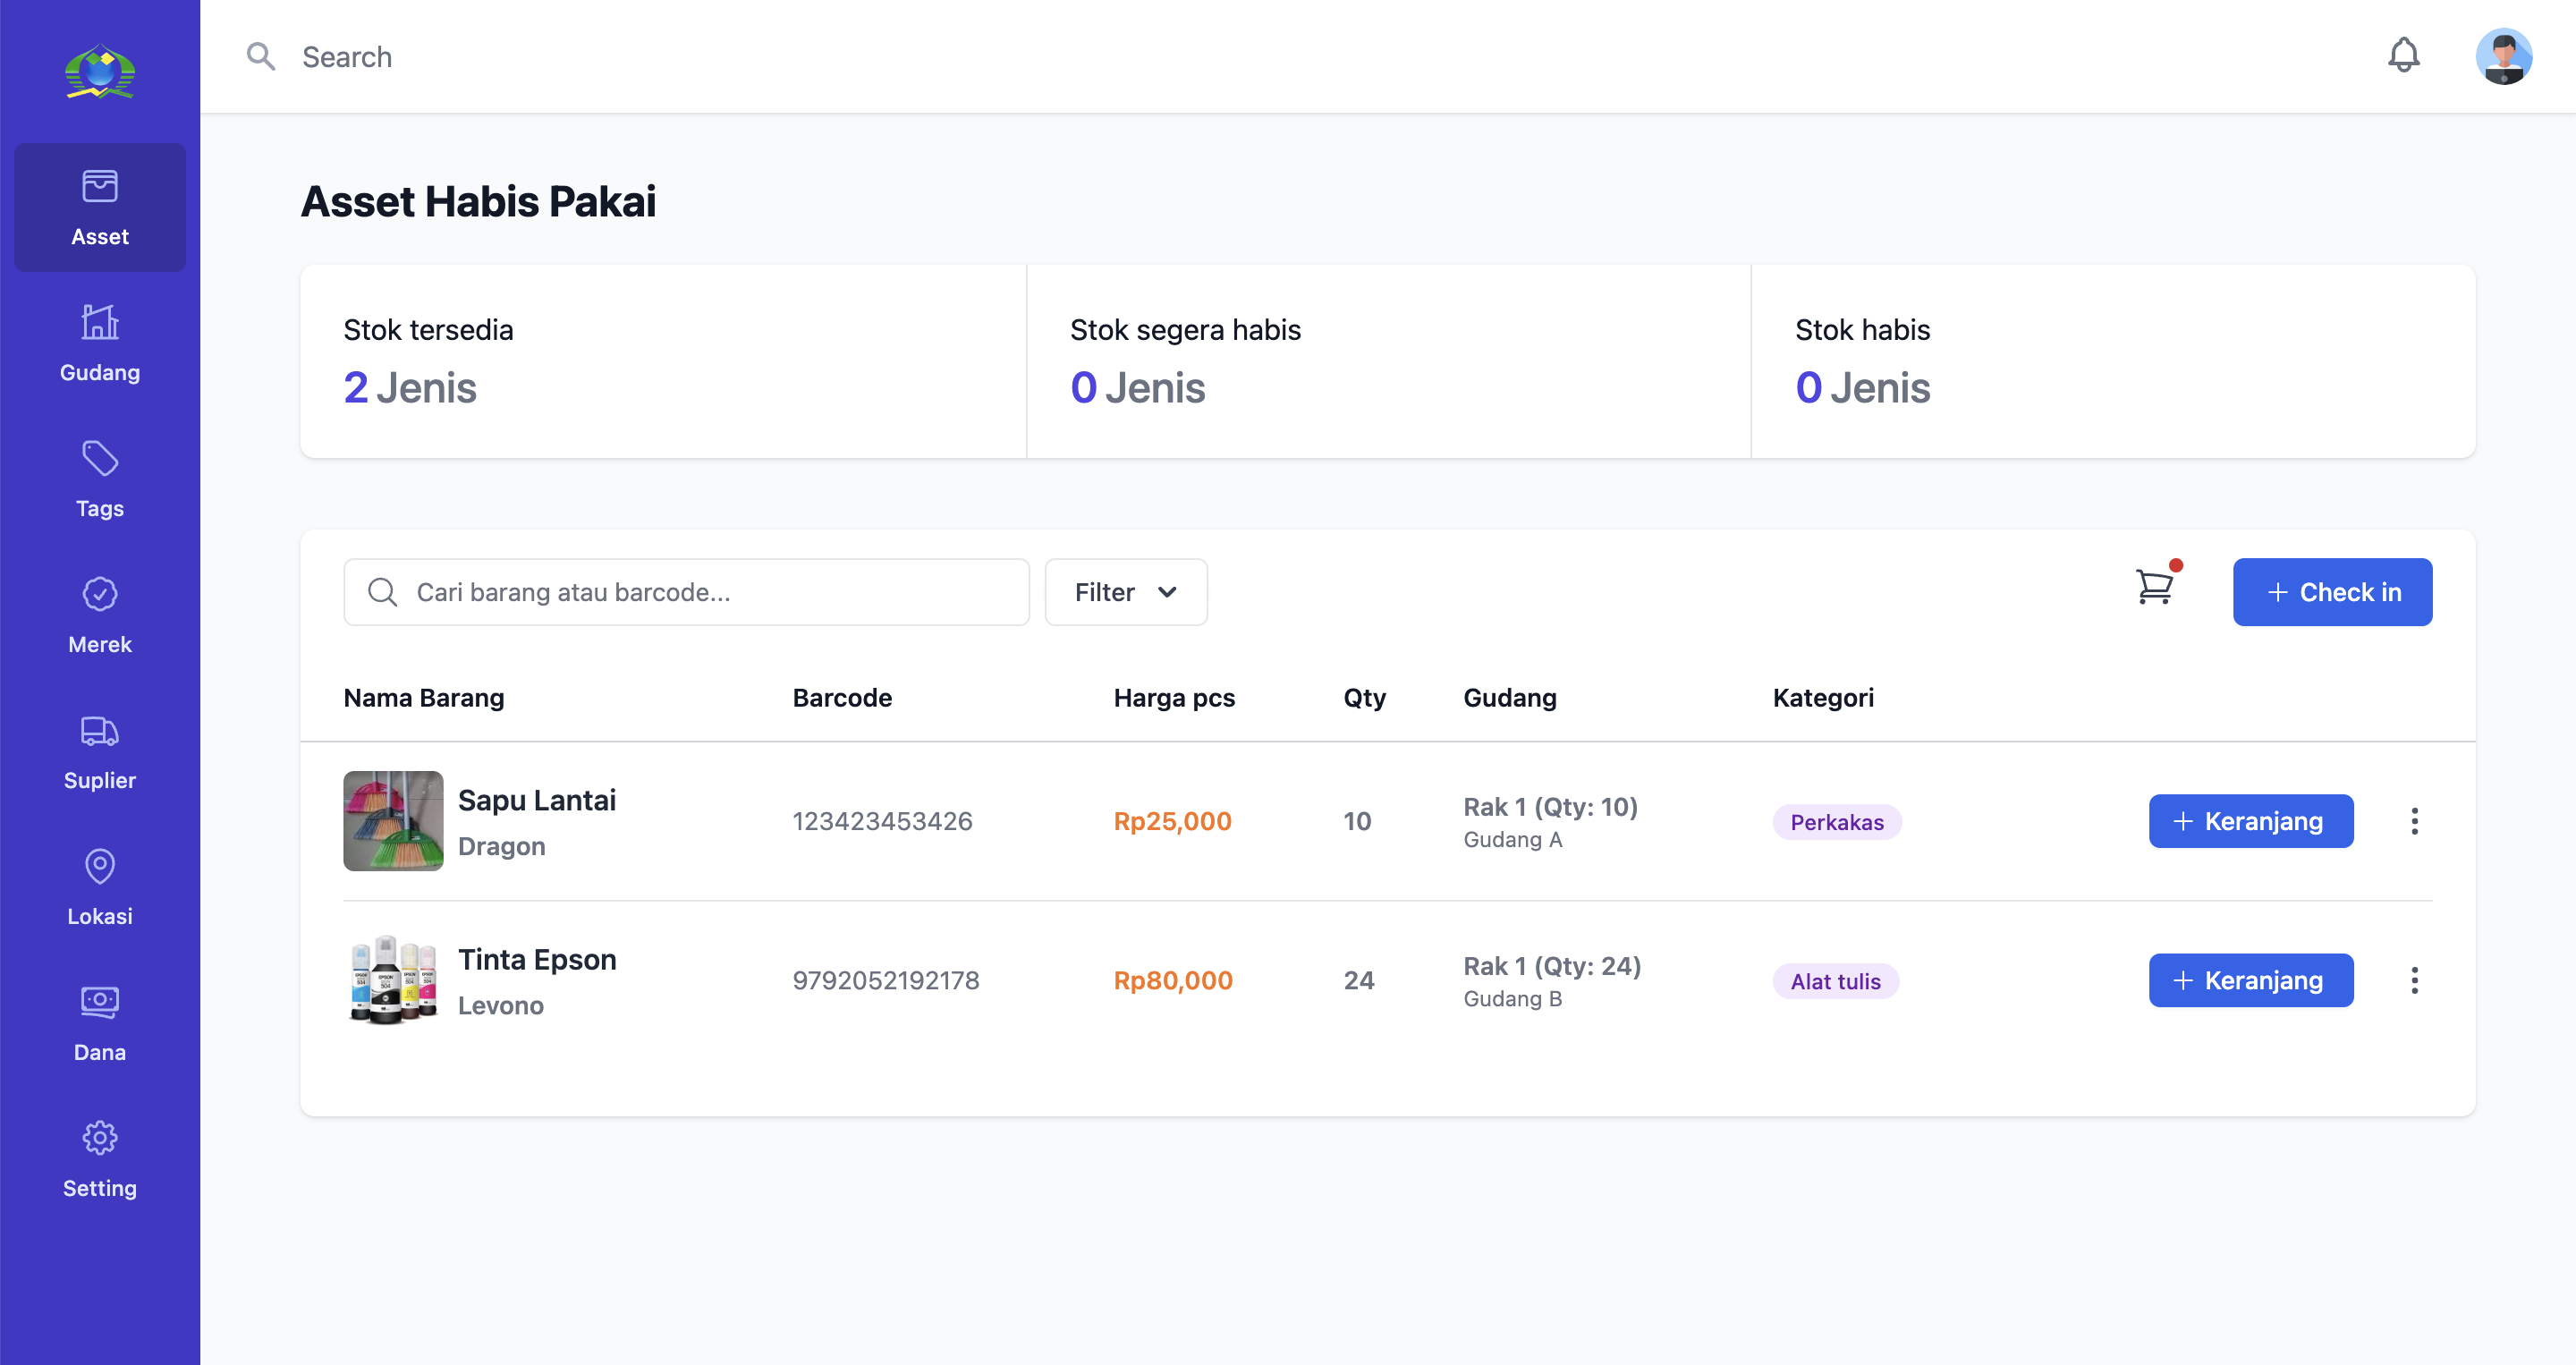 Search
Asset
Gudang
Tags
Merek
Suplier
Lokasi
Dana
Setting
Asset Habis Pakai
Stok tersedia
2 Jenis
Stok segera habis
0 Jenis
Stok habis
0 Jenis
Cari barang atau barcode...
Filter
Check in
Nama Barang Barcode Harga pcs Qty Gudang Kategori
Sapu Lantai
Dragon
123423453426
Rp25,000
10
Rak 1 (Qty: 10)
Gudang A
Perkakas
+ Keranjang
Tinta Epson
Levono
9792052192178
Rp80,000
24
Rak 1 (Qty: 24)
Gudang B
Alat tulis
+ Keranjang